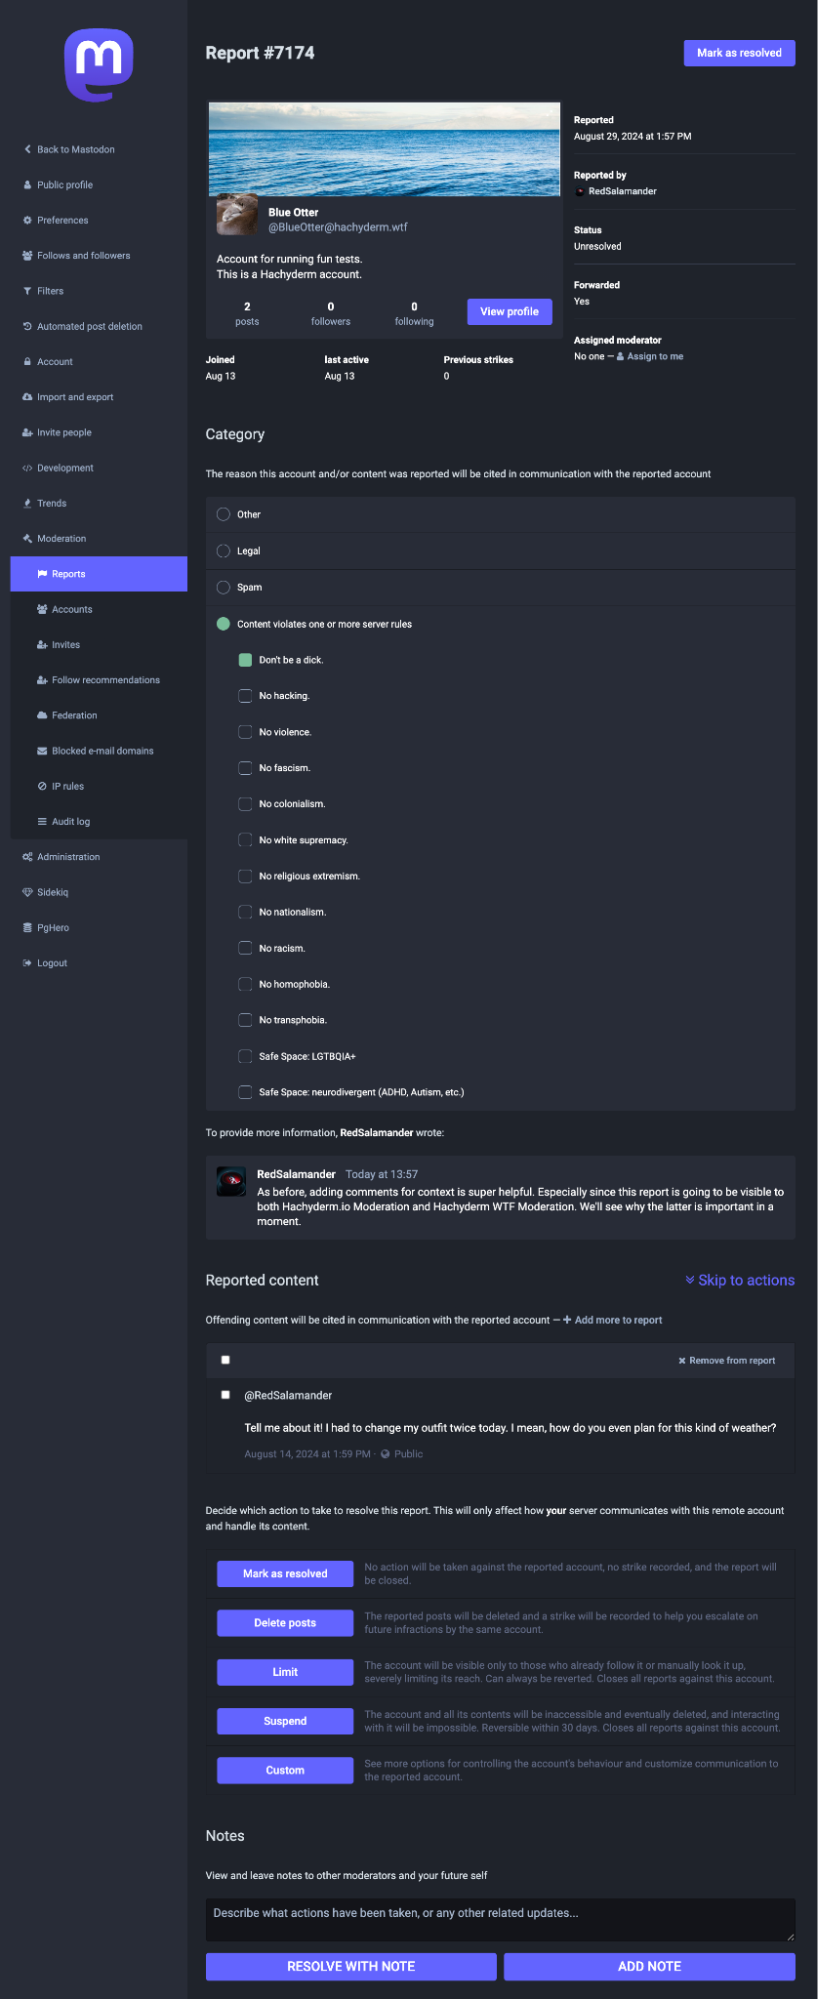 Back to Mastodon
Public profile
Preferences
Follows and followers
Filters
Automated post deletion
Account
Import and export
Invite people
Development
Trends
Moderation
Reports
Accounts
Invites
Follow recommendations
Federation
Blocked e-mail domains
IP rules
Audit log
Administration
Sidekiq
PgHero
Logout
Report #7174
Mark as resolved
Blue Otter
@BlueOtter@hachyderm.wtf
Account for running fun tests.
This is a Hachyderm account.
2 0 0
posts followers following
View profile
Joined last active Previous strikes
Aug 13 Aug 13 0
Reported
August 29, 2024 at 1:57 PM
Reported by
RedSalamander
Status
Unresolved
Forwarded
Yes
Assigned moderator
No one — Assign to me
Category
The reason this account and/or content was reported will be cited in communication with the reported account
Other
Legal
Spam
Content violates one or more server rules
Don't be a dick.
No hacking.
No violence.
No fascism.
No colonialism.
No white supremacy.
No religious extremism.
No nationalism.
No racism.
No homophobia.
No transphobia.
Safe Space: LGTBQIA+
Safe Space: neurodivergent (ADHD, Autism, etc.)
To provide more information, RedSalamander wrote:
RedSalamander Today at 13:57
As before, adding comments for context is super helpful. Especially since this report is going to be visible to
both Hachyderm.io Moderation and Hachyderm WTF Moderation. We'll see why the latter is important in a
moment.
Reported content
Skip to actions
Offending content will be cited in communication with the reported account — + Add more to report
Remove from report
@RedSalamander
Tell me about it! I had to change my outfit twice today. I mean, how do you even plan for this kind of weather?
August 14, 2024 at 1:59 PM · Public
Decide which action to take to resolve this report. This will only affect how your server communicates with this remote account
and handle its content.
Mark as resolved
No action will be taken against the reported account, no strike recorded, and the report will
be closed.
Delete posts
The reported posts will be deleted and a strike will be recorded to help you escalate on
future infractions by the same account.
Limit
The account will be visible only to those who already follow it or manually look it up,
severely limiting its reach. Can always be reverted. Closes all reports against this account.
Suspend
The account and all its contents will be inaccessible and eventually deleted, and interacting
with it will be impossible. Reversible within 30 days. Closes all reports against this account.
Custom
See more options for controlling the account's behaviour and customize communication to
the reported account.
Notes
View and leave notes to other moderators and your future self
Describe what actions have been taken, or any other related updates...
RESOLVE WITH NOTE
ADD NOTE